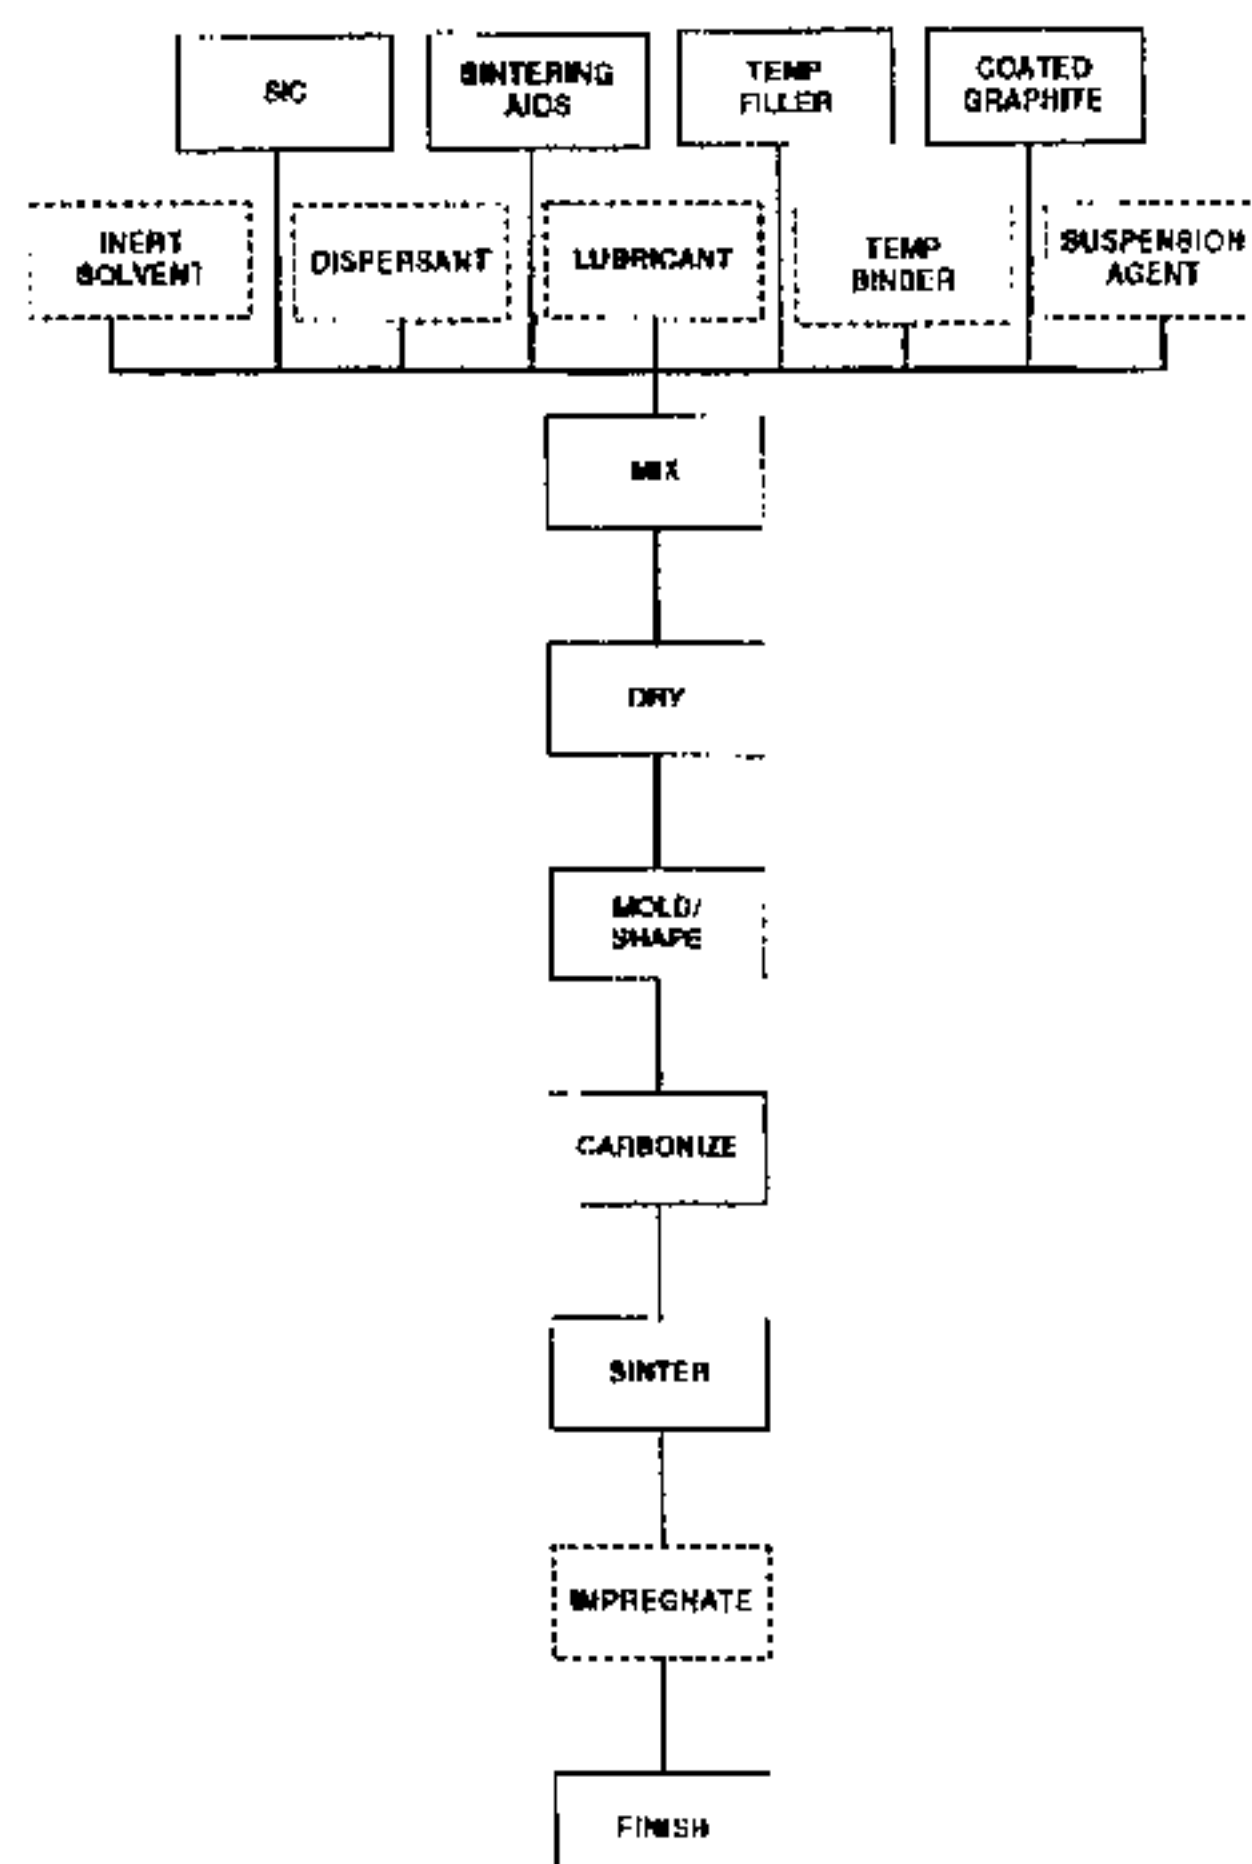 SiC
SINTERING
AIDS
TEMP
FILLER
COATED
GRAPHITE
INERT
SOLVENT
DISPERSANT
LUBRICANT
TEMP
BINDER
SUSPENSION
AGENT
MIX
DRY
MOLD/
SHAPE
CARBONIZE
SINTER
IMPREGNATE
FINISH